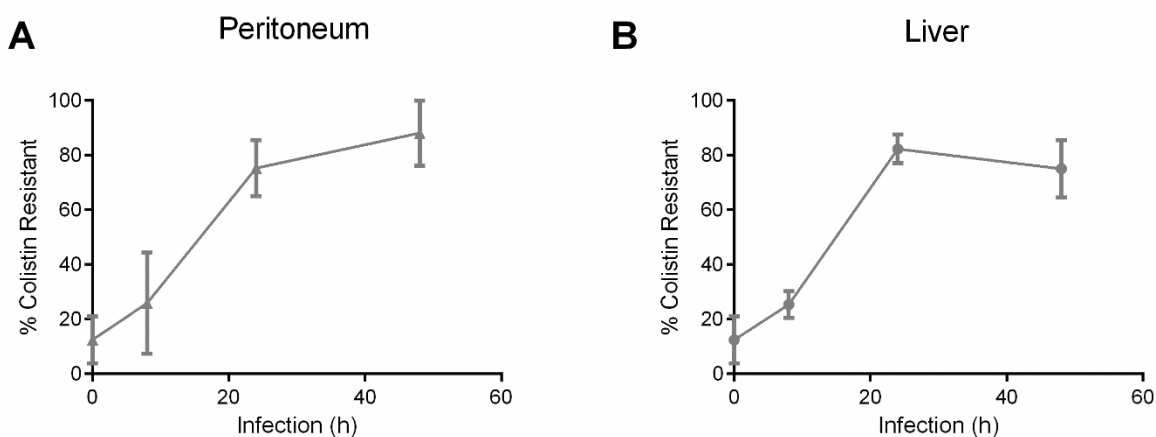 A
Peritoneum
% Colistin Resistant
100
80
60
40
20
0
0 20 40 60
Infection (h)
B
Liver
% Colistin Resistant
100
80
60
40
20
0
0 20 40 60
Infection (h)